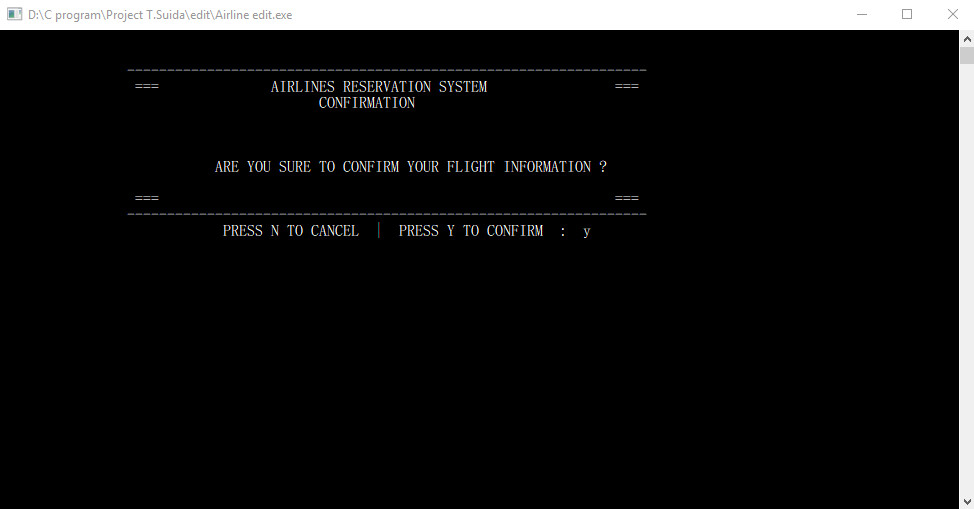 D:\C program\Project T.Suida\edit\Airline edit.exe
-----------------------------------------------------------------
=== AIRLINES RESERVATION SYSTEM ===
CONFIRMATION
ARE YOU SURE TO CONFIRM YOUR FLIGHT INFORMATION ?
=== ===
-----------------------------------------------------------------
PRESS N TO CANCEL | PRESS Y TO CONFIRM : y